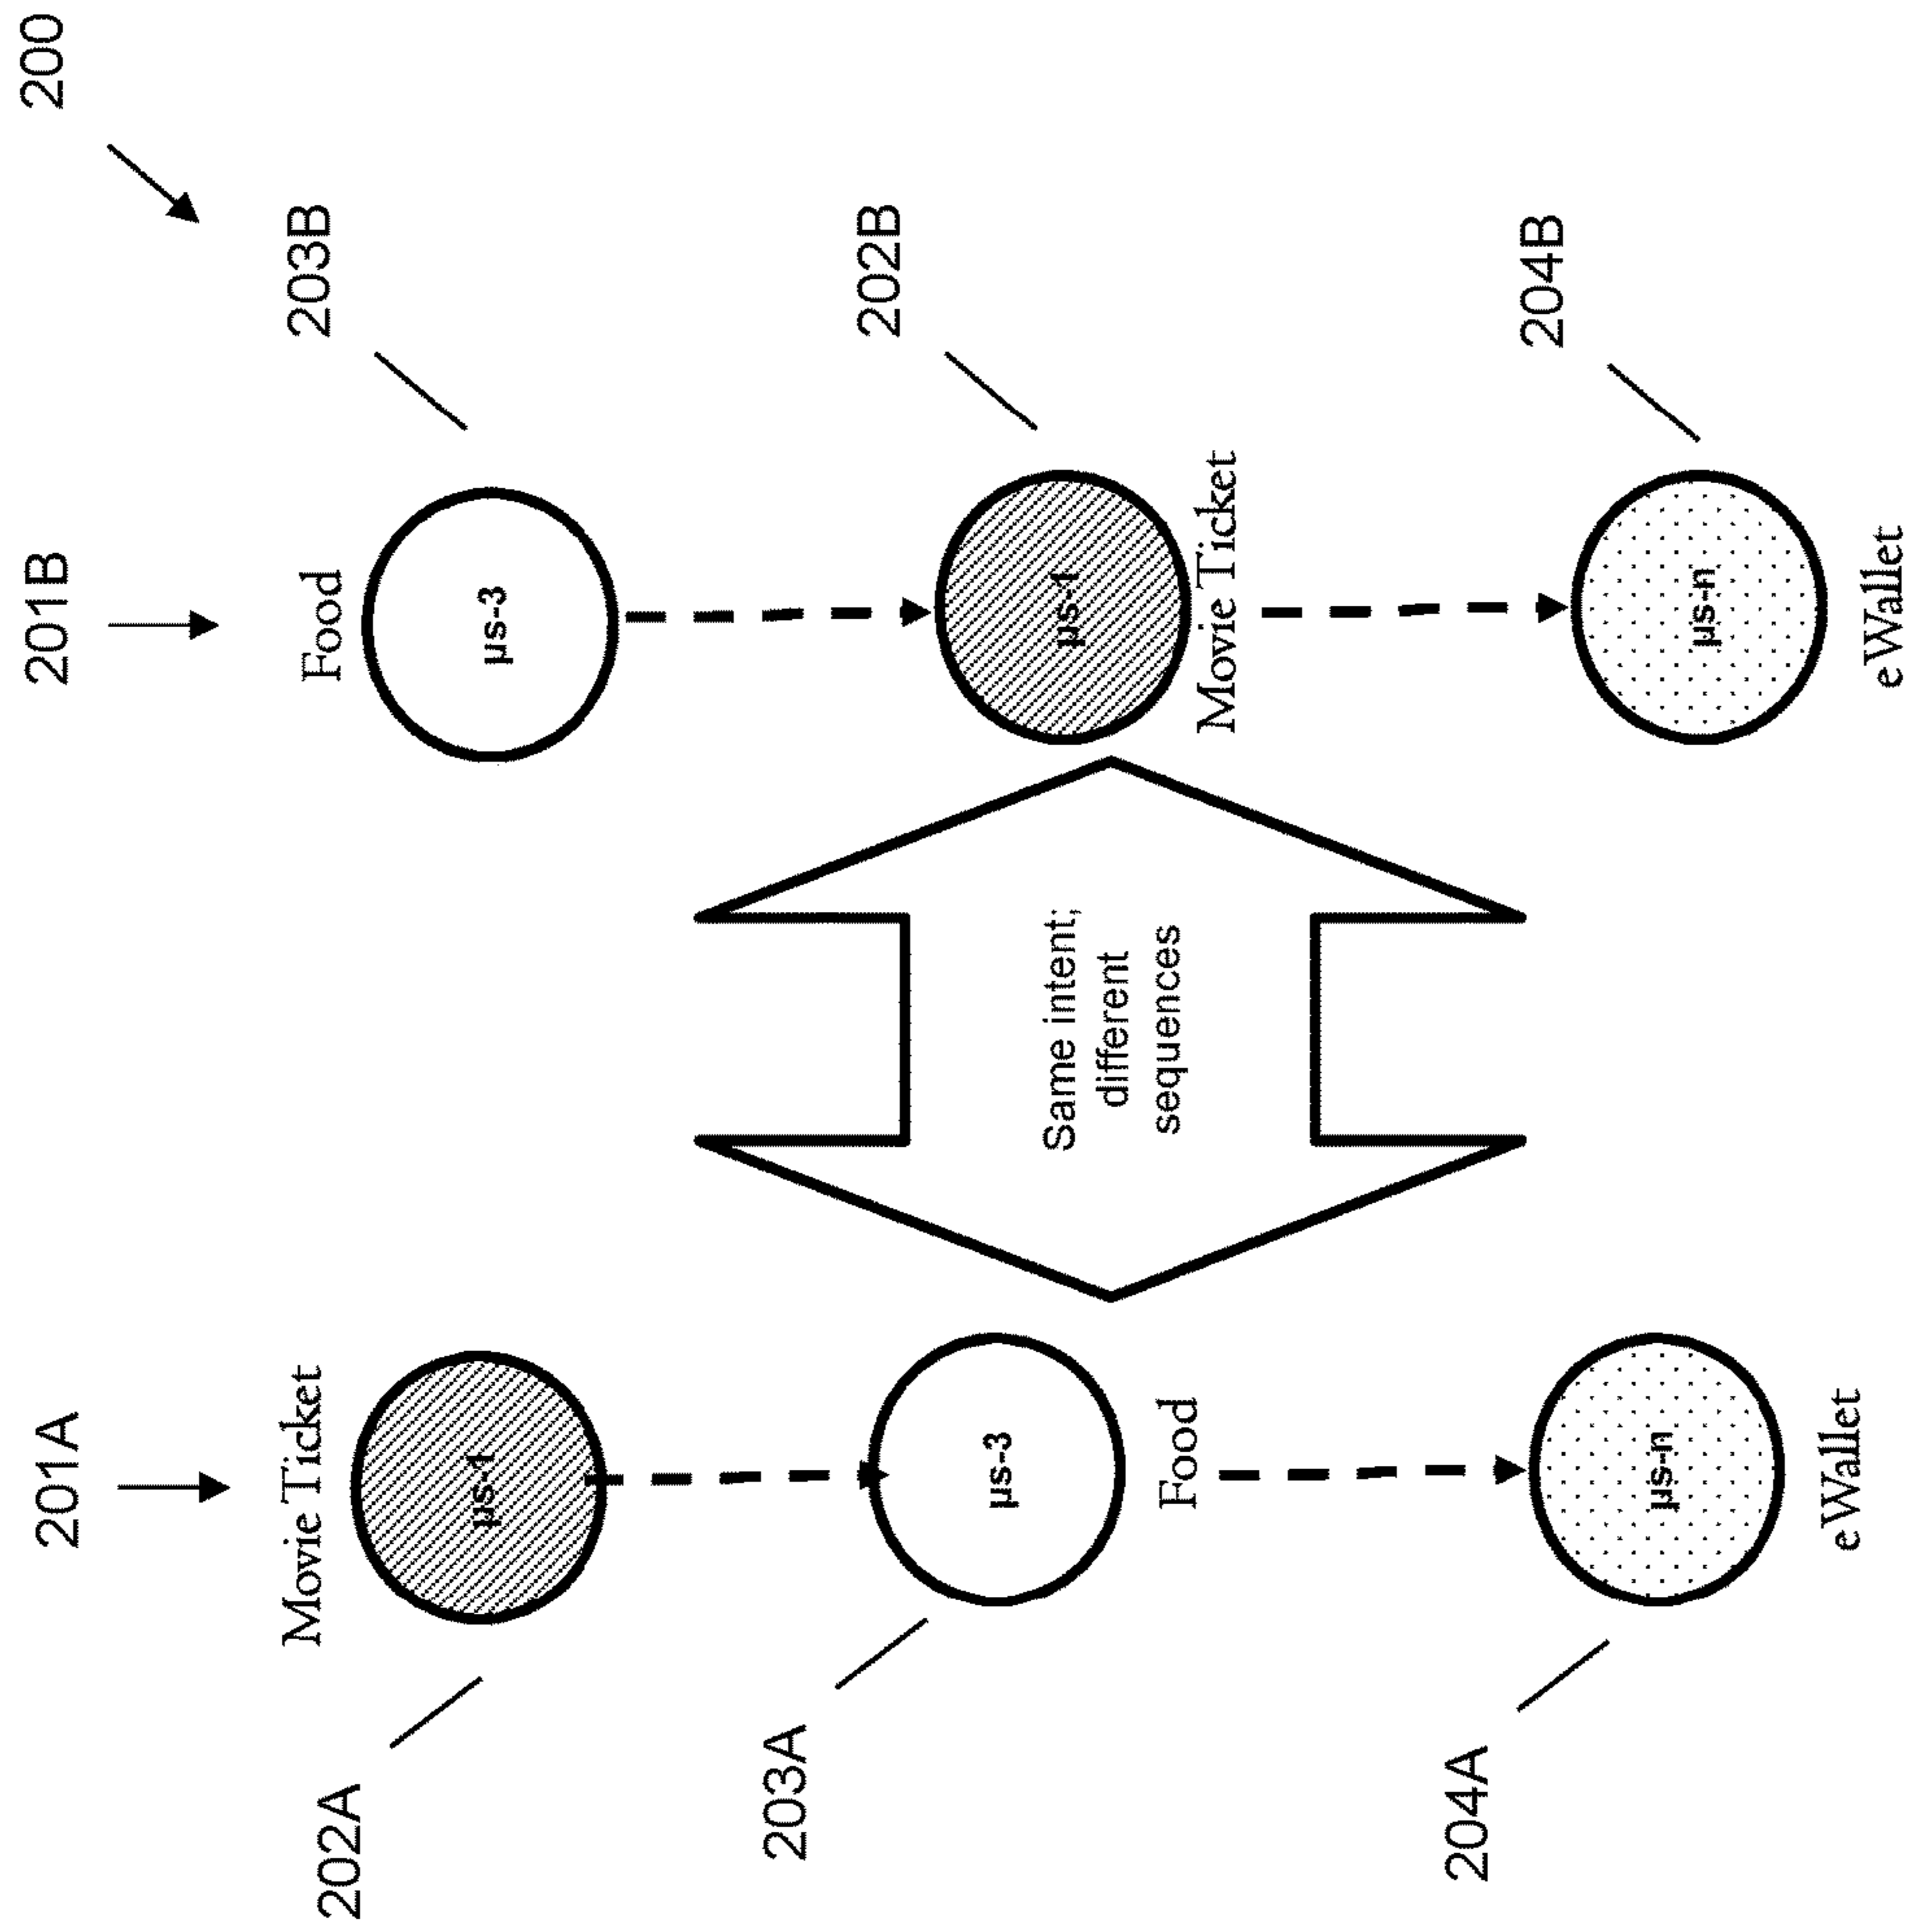 201A
201B
200
Movie Ticket
Food
203B
202A
µs-1
µs-3
203A
202B
µs-3
Same intent;
different
sequences
µs-1
Food
Movie Ticket
204A
204B
µs-n
µs-n
eWallet
eWallet